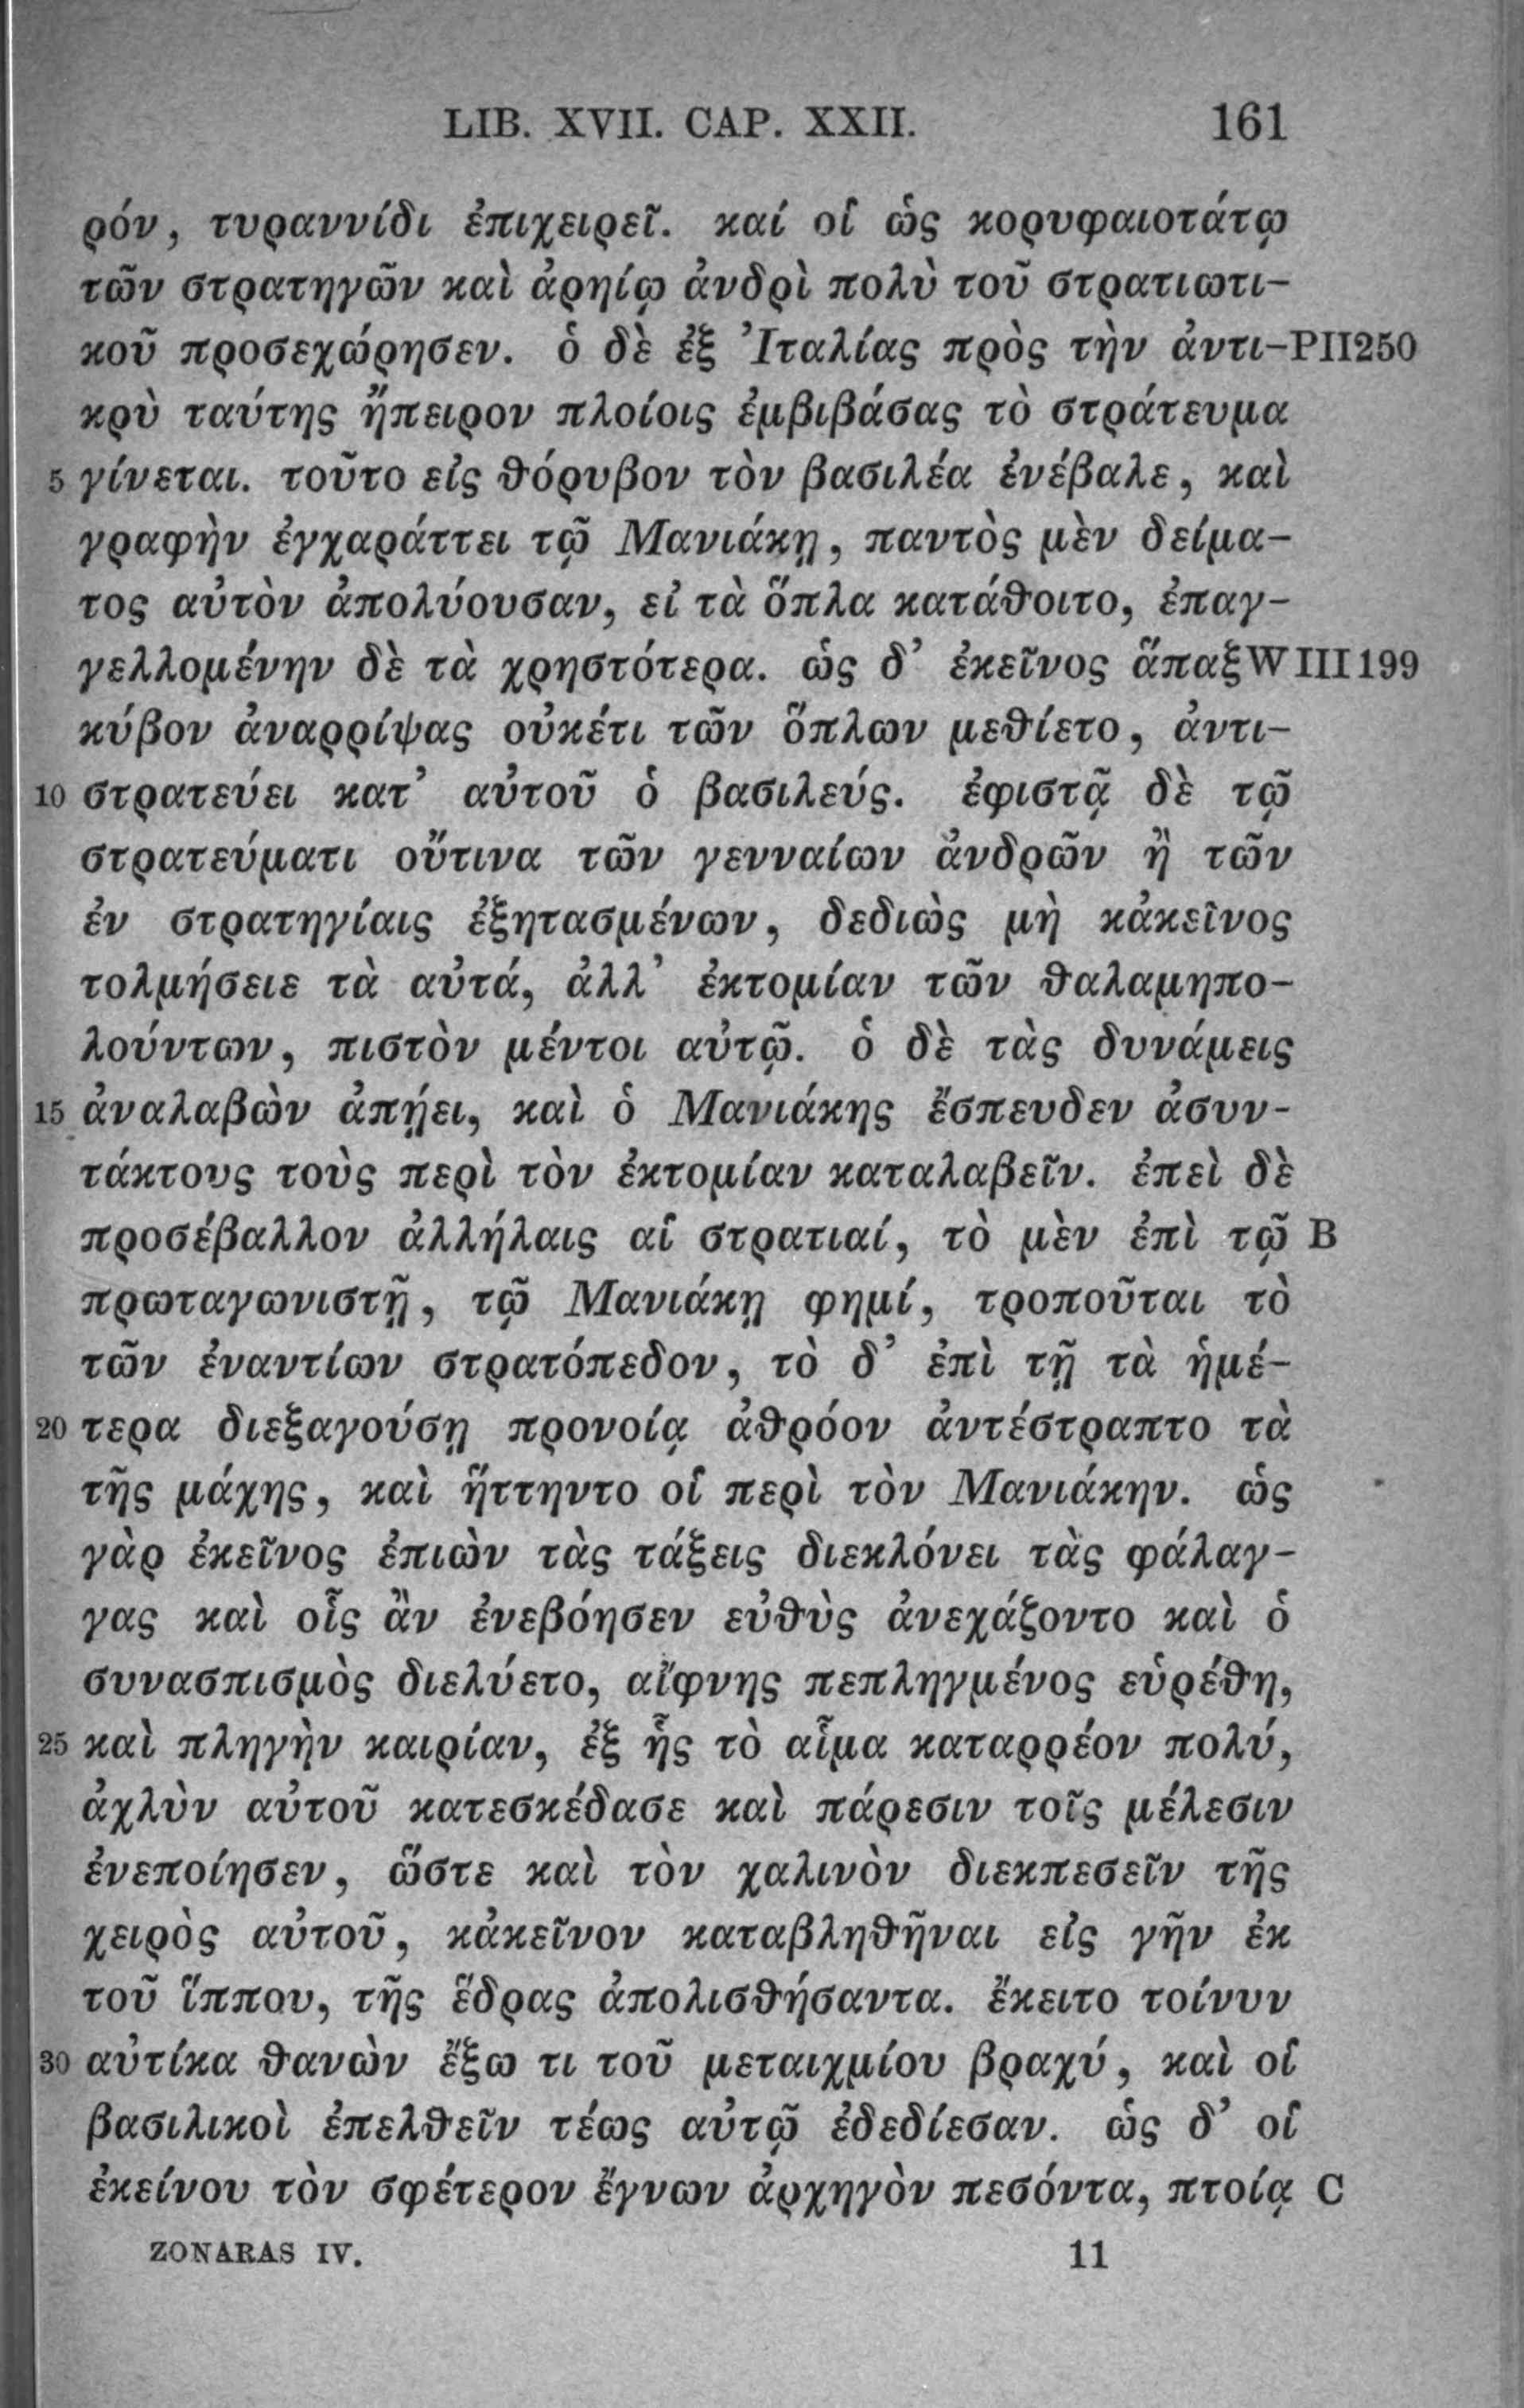 LIB. XVII. CAP. XXII. 161
ρόν, τυραννίδι ἐπιχειρεῖ. καί οἱ ὡς κορυφαιοτάτῳ
τῶν στρατηγῶν καὶ ἀρηίῳ ἀνδρὶ πολὺ τοῦ στρατιωτι-
κοῦ προσεχώρησεν. ὁ δὲ ἐξ Ἰταλίας πρὸς τὴν ἀντι- PII250
κρὺ ταύτης ἤπειρον πλοίοις ἐμβιβάσας τὸ στράτευμα
5 γίνεται. τοῦτο εἰς θόρυβον τὸν βασιλέα ἐνέβαλε, καὶ
γραφὴν ἐγχαράττει τῷ Μανιάκῃ, παντὸς μὲν δείμα-
τος αὐτὸν ἀπολύουσαν, εἰ τὰ ὅπλα κατάθοιτο, ἐπαγ-
γελλομένην δὲ τὰ χρηστότερα. ὡς δ' ἐκεῖνος ἅπαξ WIII199
κύβον ἀναρρίψας οὐκέτι τῶν ὅπλων μεθίετο, ἀντι-
10 στρατεύει κατ' αὐτοῦ ὁ βασιλεύς. ἐφιστᾷ δὲ τῷ
στρατεύματι οὔτινα τῶν γενναίων ἀνδρῶν ἢ τῶν
ἐν στρατηγίαις ἐξητασμένων, δεδιὼς μὴ κἀκεῖνος
τολμήσειε τὰ αὐτά, ἀλλ' ἐκτομίαν τῶν θαλαμηπο-
λούντων, πιστὸν μέντοι αὐτῷ. ὁ δὲ τὰς δυνάμεις
15 ἀναλαβὼν ἀπῄει, καὶ ὁ Μανιάκης ἔσπευδεν ἀσυν-
τάκτους τοὺς περὶ τὸν ἐκτομίαν καταλαβεῖν. ἐπεὶ δὲ
προσέβαλλον ἀλλήλαις αἱ στρατιαί, τὸ μὲν ἐπὶ τῷ B
πρωταγωνιστῇ, τῷ Μανιάκῃ φημί, τροποῦται τὸ
τῶν ἐναντίων στρατόπεδον, τὸ δ' ἐπὶ τῇ τὰ ἡμέ-
20 τερα διεξαγούσῃ προνοίᾳ ἀθρόον ἀντέστραπτο τὰ
τῆς μάχης, καὶ ἥττηντο οἱ περὶ τὸν Μανιάκην. ὡς
γὰρ ἐκεῖνος ἐπιὼν τὰς τάξεις διεκλόνει τὰς φάλαγ-
γας καὶ οἷς ἂν ἐνεβόησεν εὐθὺς ἀνεχάζοντο καὶ ὁ
συνασπισμὸς διελύετο, αἴφνης πεπληγμένος εὑρέθη,
25 καὶ πληγὴν καιρίαν, ἐξ ἧς τὸ αἷμα καταρρέον πολύ,
ἀχλὺν αὐτοῦ κατεσκέδασε καὶ πάρεσιν τοῖς μέλεσιν
ἐνεποίησεν, ὥστε καὶ τὸν χαλινὸν διεκπεσεῖν τῆς
χειρὸς αὐτοῦ, κἀκεῖνον καταβληθῆναι εἰς γῆν ἐκ
τοῦ ἵππου, τῆς ἕδρας ἀπολισθήσαντα. ἔκειτο τοίνυν
30 αὐτίκα θανὼν ἔξω τι τοῦ μεταιχμίου βραχύ, καὶ οἱ
βασιλικοὶ ἐπελθεῖν τέως αὐτῷ ἐδεδίεσαν. ὡς δ' οἱ
ἐκείνου τὸν σφέτερον ἔγνων ἀρχηγὸν πεσόντα, πτοίᾳ C
ZONARAS IV. 11